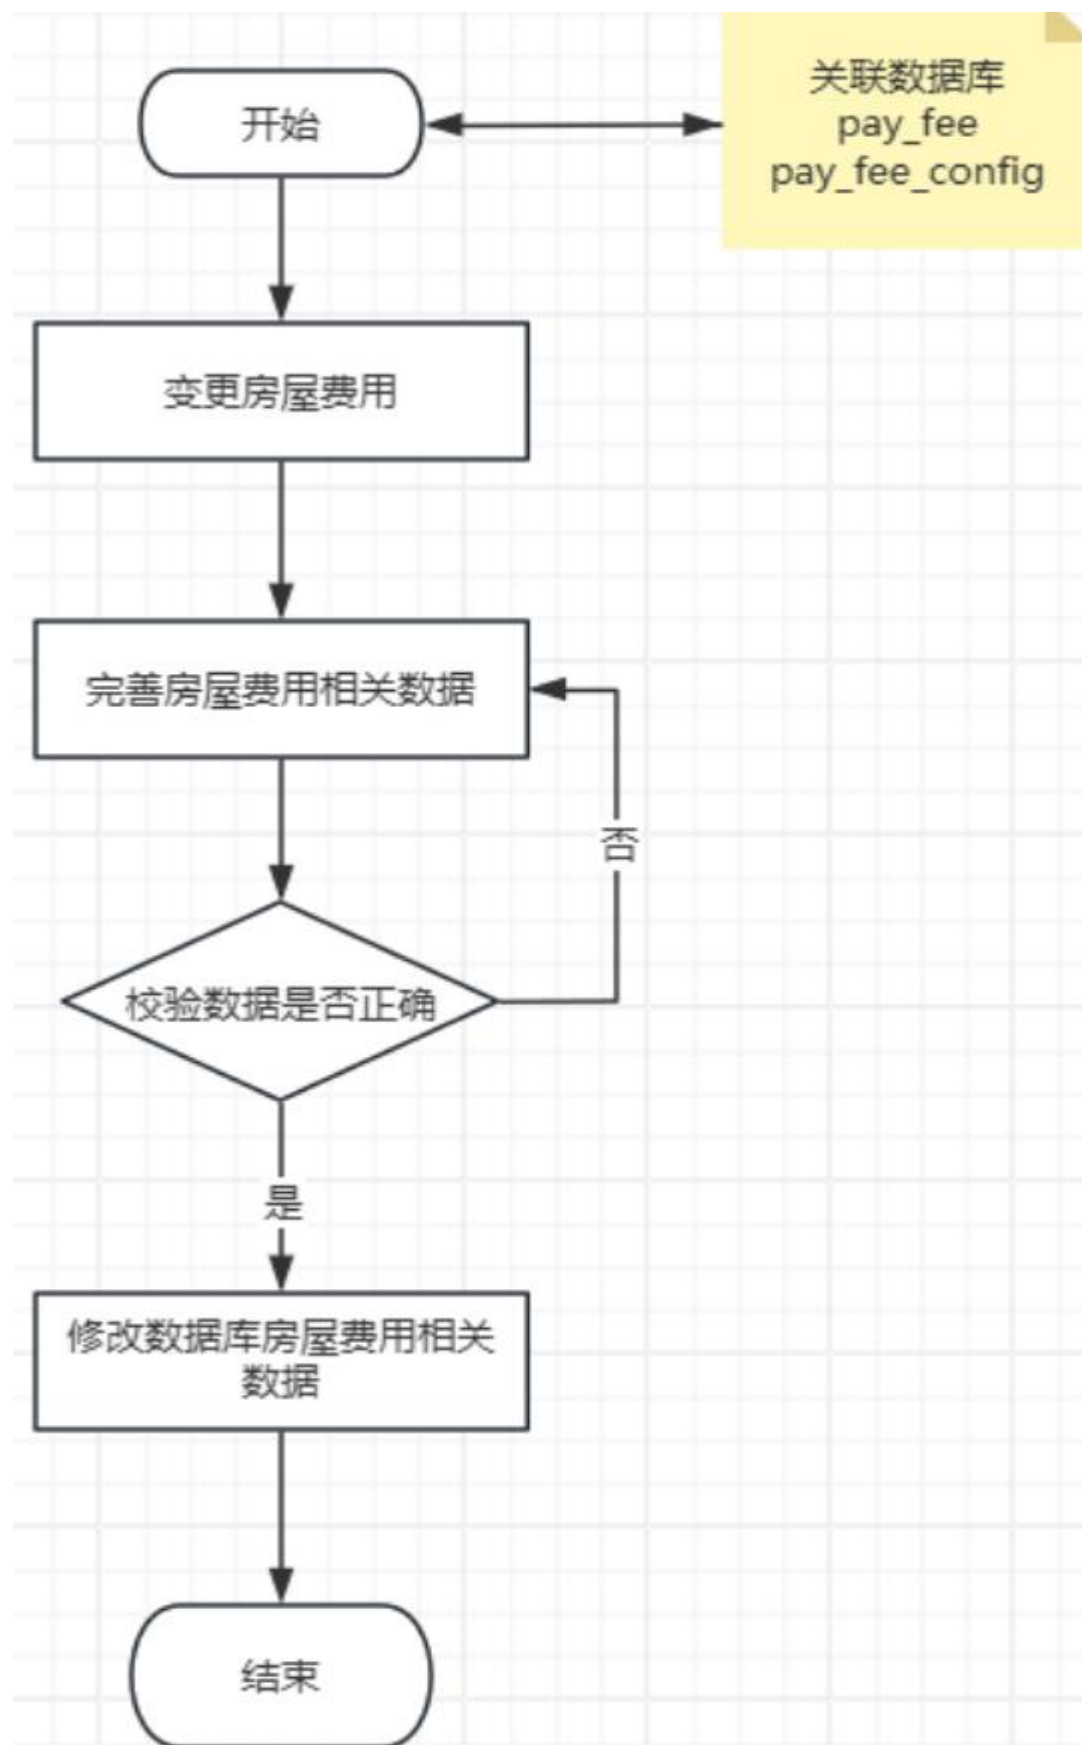 开始
关联数据库
pay_fee
pay_fee_config
变更房屋费用
完善房屋费用相关数据
否
校验数据是否正确
是
修改数据库房屋费用相关
数据
结束